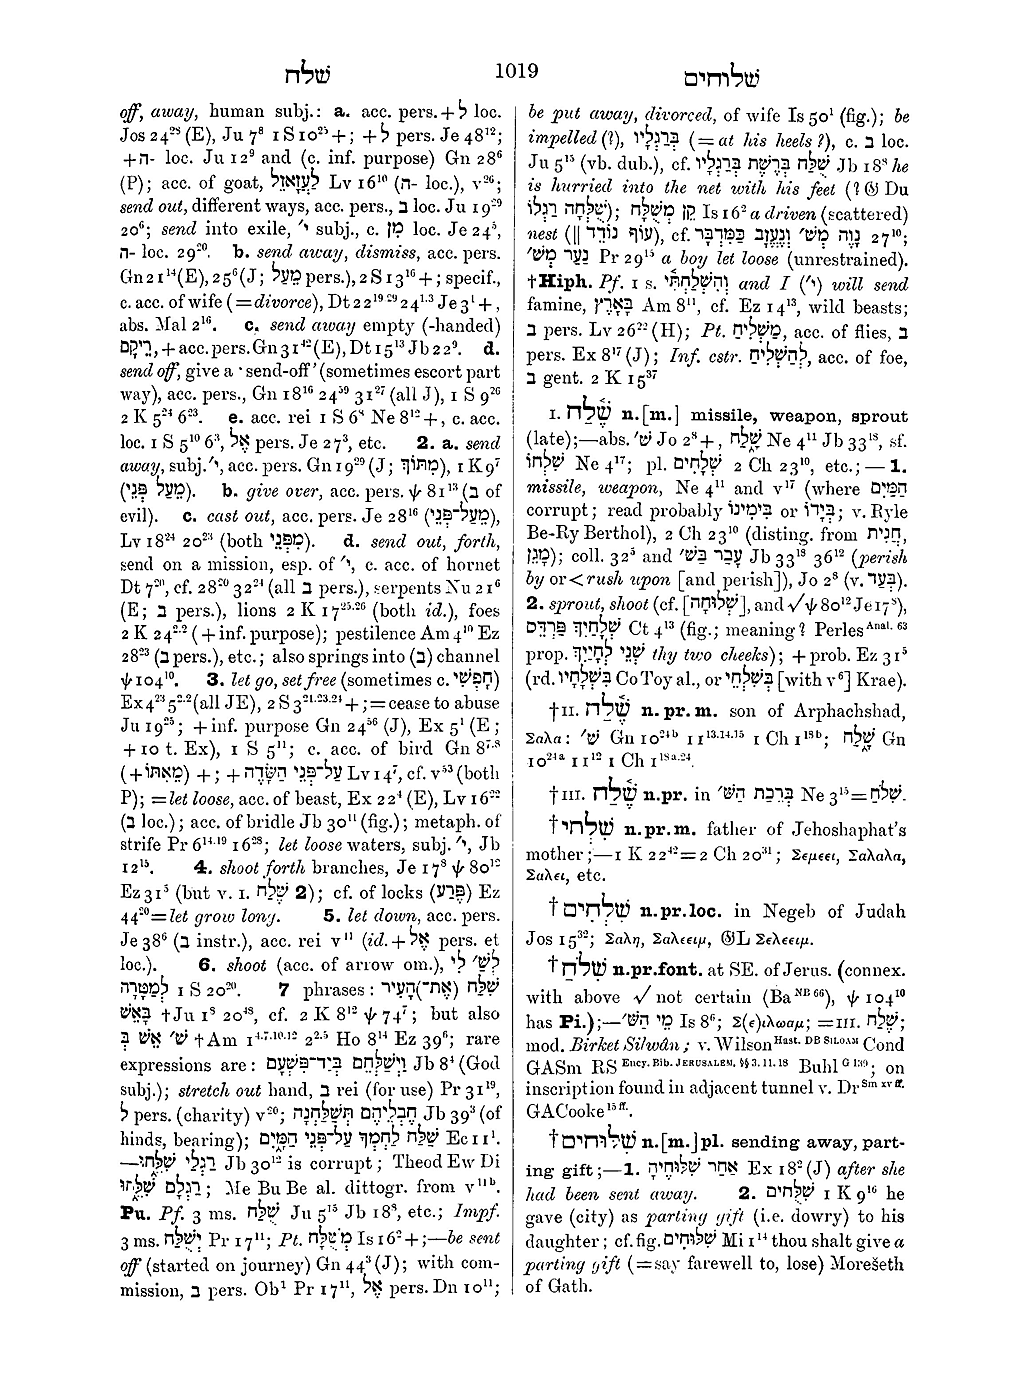 שלח
1019
שלוחים
off, away, human subj.: a. acc. pers. + לְ loc.
Jos 24²⁸ (E), Ju 7⁸ 1 S 10²⁵ +; + לְ pers. Je 48¹²;
+ ה- loc. Ju 12⁹ and (c. inf. purpose) Gn 28⁶
(P); acc. of goat, לַעֲזָאזֵל Lv 16¹⁰ (ה- loc.), v²⁶;
send out, different ways, acc. pers., ב loc. Ju 19²⁹
20⁶; send into exile, י׳ subj., c. מִן loc. Je 24⁵,
ה- loc. 29²⁰. b. send away, dismiss, acc. pers.
Gn 21¹⁴ (E), 25⁶ (J; מֵעַל pers.), 2 S 13¹⁶ +; specif.,
c. acc. of wife (= divorce), Dt 22¹⁹ ²⁹ 24¹·³ Je 3¹ +,
abs. Mal 2¹⁶. c. send away empty (-handed)
רֵיקָם, + acc. pers. Gn 31⁴² (E), Dt 15¹³ Jb 22⁹. d.
send off, give a 'send-off' (sometimes escort part
way), acc. pers., Gn 18¹⁶ 24⁵⁹ 31²⁷ (all J), 1 S 9²⁶
2 K 5²⁴ 6²³. e. acc. rei 1 S 6⁸ Ne 8¹² +, c. acc.
loc. 1 S 5¹⁰ 6³, אֶל pers. Je 27³, etc. 2. a. send
away, subj. י׳, acc. pers. Gn 19²⁹ (J; מִתּוֹךְ), 1 K 9⁷
(מֵעַל פָּנַי). b. give over, acc. pers. ψ 81¹³ (ב of
evil). c. cast out, acc. pers. Je 28¹⁶ (מֵעַל־פְּנֵי),
Lv 18²⁴ 20²³ (both מִפְּנֵי). d. send out, forth,
send on a mission, esp. of י׳, c. acc. of hornet
Dt 7²⁰, cf. 28²⁰ 32²⁴ (all ב pers.), serpents Nu 21⁶
(E; ב pers.), lions 2 K 17²⁵·²⁶ (both id.), foes
2 K 24²·² (+ inf. purpose); pestilence Am 4¹⁰ Ez
28²³ (ב pers.), etc.; also springs into (ב) channel
ψ 104¹⁰. 3. let go, set free (sometimes c. חָפְשִׁי)
Ex 4²³ 5²·² (all JE), 2 S 3²¹·²³·²⁴ +; = cease to abuse
Ju 19²⁵; + inf. purpose Gn 24⁵⁶ (J), Ex 5¹ (E;
+ 10 t. Ex), 1 S 5¹¹; c. acc. of bird Gn 8⁷·⁸
(+ מֵאִתּוֹ) +; + עַל־פְּנֵי הַשָּׂדֶה Lv 14⁷, cf. v⁵³ (both
P); = let loose, acc. of beast, Ex 22⁴ (E), Lv 16²²
(ב loc.); acc. of bridle Jb 30¹¹ (fig.); metaph. of
strife Pr 6¹⁴·¹⁹ 16²⁸; let loose waters, subj. י׳, Jb
12¹⁵. 4. shoot forth branches, Je 17⁸ ψ 80¹²
Ez 31⁵ (but v. 1. שֶׁלַח 2); cf. of locks (פֶּרַע) Ez
44²⁰ = let grow long. 5. let down, acc. pers.
Je 38⁶ (ב instr.), acc. rei v¹¹ (id. + אֶל pers. et
loc.). 6. shoot (acc. of arrow om.), לְשַׁ׳ לִי
לְמַטָּרָה 1 S 20²⁰. 7 phrases: שִׁלַּח (אֶת־)הָעִיר
בָּאֵשׁ †Ju 1⁸ 20⁴⁸, cf. 2 K 8¹² ψ 74⁷; but also
שׁ׳ אֵשׁ בְּ †Am 1⁴·⁷·¹⁰·¹² 2²·⁵ Ho 8¹⁴ Ez 39⁶; rare
expressions are: וַיְשַׁלְּחֵם בְּיַד־פִּשְׁעָם Jb 8⁴ (God
subj.); stretch out hand, ב rei (for use) Pr 31¹⁹,
לְ pers. (charity) v²⁰; חֶבְלֵיהֶם תְּשַׁלַּחְנָה Jb 39³ (of
hinds, bearing); שַׁלַּח לַחְמְךָ עַל־פְּנֵי הַמָּיִם Ec 11¹.
—רַגְלַי שִׁלֵּחוּ Jb 30¹² is corrupt; Theod Ew Di
רַגְלָם שִׁלֵּחוּ; Me Bu Be al. dittogr. from v¹¹ᵇ.
Pu. Pf. 3 ms. שֻׁלַּח Ju 5¹⁵ Jb 18⁸, etc.; Impf.
3 ms. יְשֻׁלַּח Pr 17¹¹; Pt. מְשֻׁלָּח Is 16² +;—be sent
off (started on journey) Gn 44³ (J); with com-
mission, ב pers. Ob¹ Pr 17¹¹, אֶל pers. Dn 10¹¹;
be put away, divorced, of wife Is 50¹ (fig.); be
impelled (?), בְּרַגְלָיו (= at his heels?), c. ב loc.
Ju 5¹⁵ (vb. dub.), cf. שֻׁלַּח בְּרֶשֶׁת בְּרַגְלָיו Jb 18⁸ he
is hurried into the net with his feet (? 𝔊 Du
שֻׁלְּחָה רַגְלוֹ); קֵן מְשֻׁלָּח Is 16² a driven (scattered)
nest (|| עוֹף נוֹדֵד), cf. נָוֶה מְשׁ׳ וְנֶעֱזָב כַּמִּדְבָּר 27¹⁰;
נַעַר מְשׁ׳ Pr 29¹⁵ a boy let loose (unrestrained).
†Hiph. Pf. 1 s. וְהִשְׁלַחְתִּי and I (י׳) will send
famine, בָּאָרֶץ Am 8¹¹, cf. Ez 14¹³, wild beasts;
ב pers. Lv 26²² (H); Pt. מַשְׁלִיחַ, acc. of flies, ב
pers. Ex 8¹⁷ (J); Inf. cstr. לְהַשְׁלִיחַ, acc. of foe,
ב gent. 2 K 15³⁷
1. שֶׁלַח n.[m.] missile, weapon, sprout
(late);—abs. שׁ׳ Jo 2⁸ +, שָׁלַח Ne 4¹¹ Jb 33¹⁸, sf.
שִׁלְחוֹ Ne 4¹⁷; pl. שְׁלָחִים 2 Ch 23¹⁰, etc.;—1.
missile, weapon, Ne 4¹¹ and v¹⁷ (where הַמָּיִם
corrupt; read probably בִּימִינוֹ or בְּיָדוֹ; v. Ryle
Be-Ry Berthol), 2 Ch 23¹⁰ (disting. from חֲנִית,
מָגֵן); coll. 32⁵ and עָבַר בַּשּׁ׳ Jb 33¹⁸ 36¹² (perish
by or < rush upon [and perish]), Jo 2⁸ (v. בְּעַד).
2. sprout, shoot (cf. [שְׁלוּחָה], and √ ψ 80¹² Je 17⁸),
שְׁלָחַיִךְ פַּרְדֵּס Ct 4¹³ (fig.; meaning? Perles Anal. 63
prop. שְׁנֵי לְחָיַיִךְ thy two cheeks); + prob. Ez 31⁵
(rd. בִּשְׁלָחָיו Co Toy al., or בִּשְׁלָחַי [with v⁶] Krae).
†II. שֶׁלַח n.pr.m. son of Arphachshad,
Σαλα: שׁ׳ Gn 10²⁴ᵇ 11¹³·¹⁴·¹⁵ 1 Ch 1¹⁸ᵇ; שָׁלַח Gn
10²⁴ᵃ 11¹² 1 Ch 1¹⁸ᵃ·²⁴.
†III. שֶׁלַח n.pr. in בְּרֵכַת הַשּׁ׳ Ne 3¹⁵ = שִׁלֹחַ.
†שִׁלְחִי n.pr.m. father of Jehoshaphat's
mother;—1 K 22⁴² = 2 Ch 20³¹; Σεμεει, Σαλαλα,
Σαλει, etc.
†שִׁלְחִים n.pr.loc. in Negeb of Judah
Jos 15³²; Σαλη, Σαλεειμ, 𝔊L Σελεειμ.
†שִׁלֹחַ n.pr.font. at SE. of Jerus. (connex.
with above √ not certain (Ba NB 66), ψ 104¹⁰
has Pi.);—מֵי הַשּׁ׳ Is 8⁶; Σ(ε)ιλωαμ; = III. שֶׁלַח;
mod. Birket Silwân; v. Wilson Hast. DB SILOAM Cond
GASm RS Ency. Bib. JERUSALEM, §§ 3. 11. 18 Buhl G 139; on
inscription found in adjacent tunnel v. Dr Sm xv ff.
GACooke 15 ff.
†שִׁלּוּחִים n.[m.]pl. sending away, part-
ing gift;—1. אַחַר שִׁלּוּחֶיהָ Ex 18² (J) after she
had been sent away. 2. שִׁלֻּחִים 1 K 9¹⁶ he
gave (city) as parting gift (i.e. dowry) to his
daughter; cf. fig. שִׁלּוּחִים Mi 1¹⁴ thou shalt give a
parting gift (= say farewell to, lose) Morešeth
of Gath.